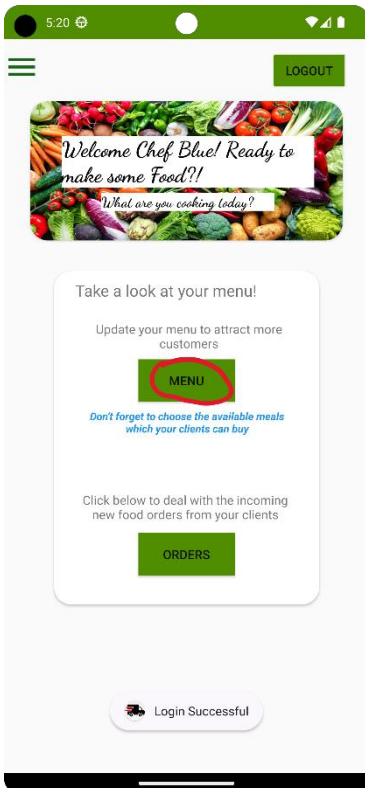 5:20
LOGOUT
Welcome Chef Blue! Ready to
make some Food?!
What are you cooking today?
Take a look at your menu!
Update your menu to attract more
customers
MENU
Don't forget to choose the available meals
which your clients can buy
Click below to deal with the incoming
new food orders from your clients
ORDERS
Login Successful